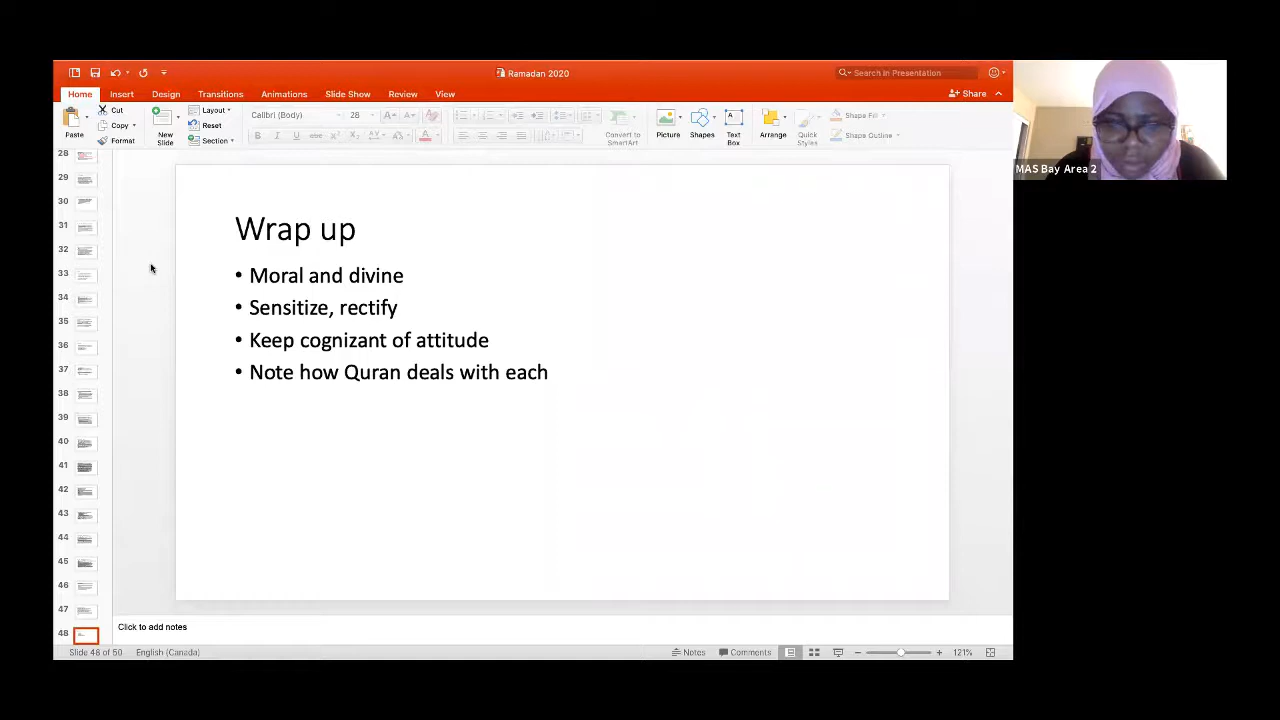 Ramadan 2020
Search in Presentation
Home
Insert
Design
Transitions
Animations
Slide Show
Review
View
Share
Paste
Cut
Copy
Format
New
Slide
Layout
Reset
Section
Calibri (Body)
28
Convert to
SmartArt
Picture
Shapes
Text
Box
Arrange
Quick
Styles
Shape Fill
Shape Outline
MAS Bay Area 2
28
29
30
31
32
33
34
35
36
37
38
39
40
41
42
43
44
45
46
47
48
Wrap up
• Moral and divine
• Sensitize, rectify
• Keep cognizant of attitude
• Note how Quran deals with each
Click to add notes
Slide 48 of 50
English (Canada)
Notes
Comments
121%